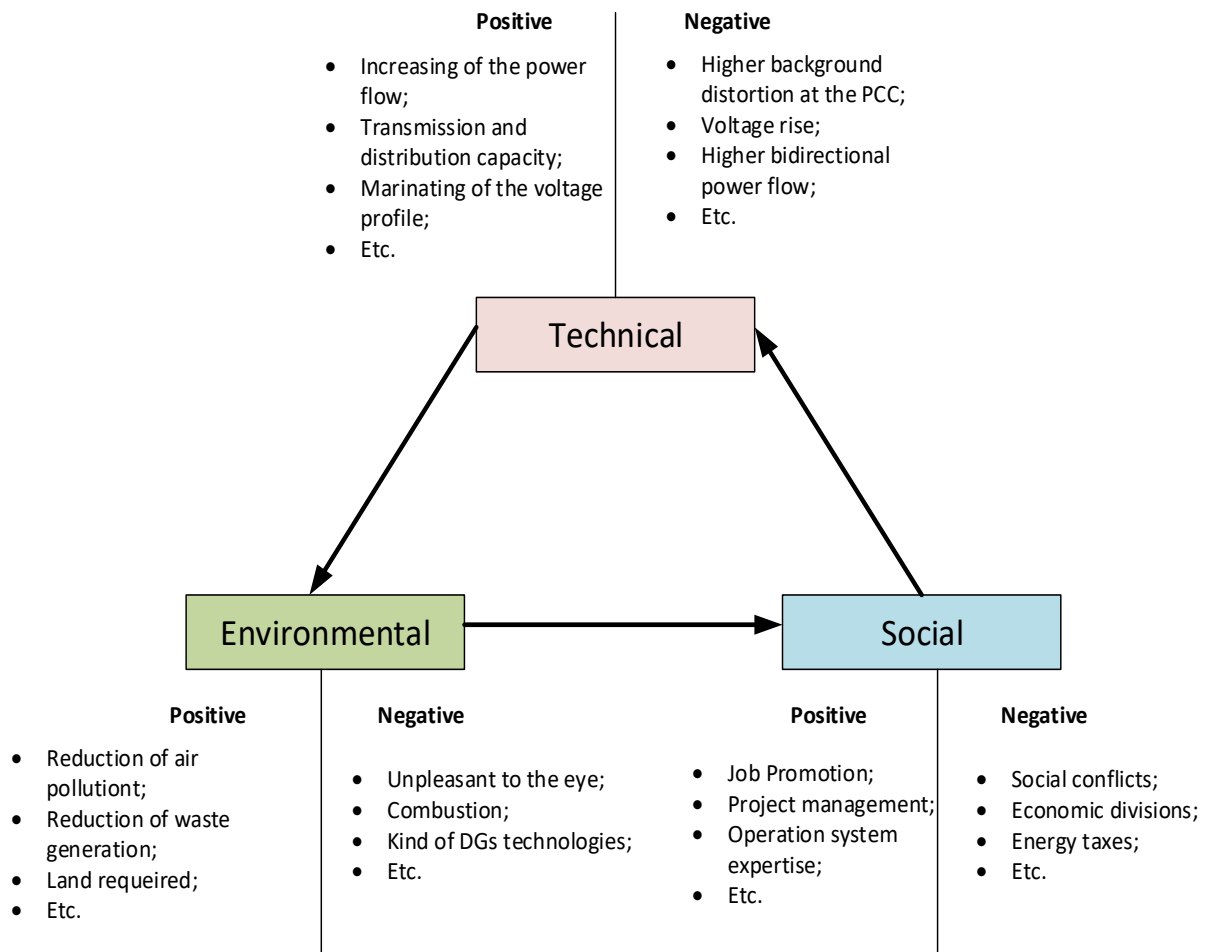 Positive
• Increasing of the power
flow;
• Transmission and
distribution capacity;
• Marinating of the voltage
profile;
• Etc.
Negative
• Higher background
distortion at the PCC;
• Voltage rise;
• Higher bidirectional
power flow;
• Etc.
Technical
Environmental
Social
Positive
• Reduction of air
pollutiont;
• Reduction of waste
generation;
• Land requeired;
• Etc.
Negative
• Unpleasant to the eye;
• Combustion;
• Kind of DGs technologies;
• Etc.
Positive
• Job Promotion;
• Project management;
• Operation system
expertise;
• Etc.
Negative
• Social conflicts;
• Economic divisions;
• Energy taxes;
• Etc.